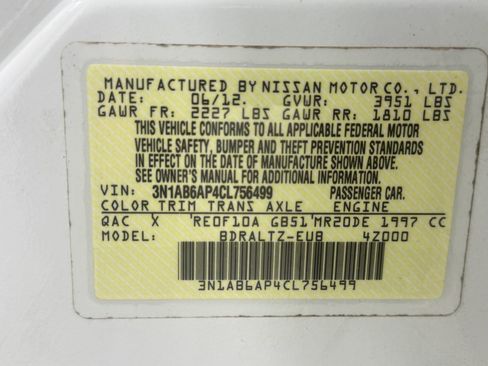 MANUFACTURED BY NISSAN MOTOR CO., LTD.
DATE: 06/12. GVWR: 3951 LBS
GAWR FR: 2227 LBS GAWR RR: 1810 LBS
THIS VEHICLE CONFORMS TO ALL APPLICABLE FEDERAL MOTOR
VEHICLE SAFETY, BUMPER AND THEFT PREVENTION STANDARDS
IN EFFECT ON THE DATE OF MANUFACTURE SHOWN ABOVE.
SEE OWNER'S MANUAL FOR ADDITIONAL INFORMATION.
VIN: 3N1AB6AP4CL756499 PASSENGER CAR.
COLOR TRIM TRANS AXLE ENGINE
QAC X RE0F10A GB51 MR20DE 1997 CC
MODEL: BDRALTZ-EUB 4Z000
3N1AB6AP4CL756499